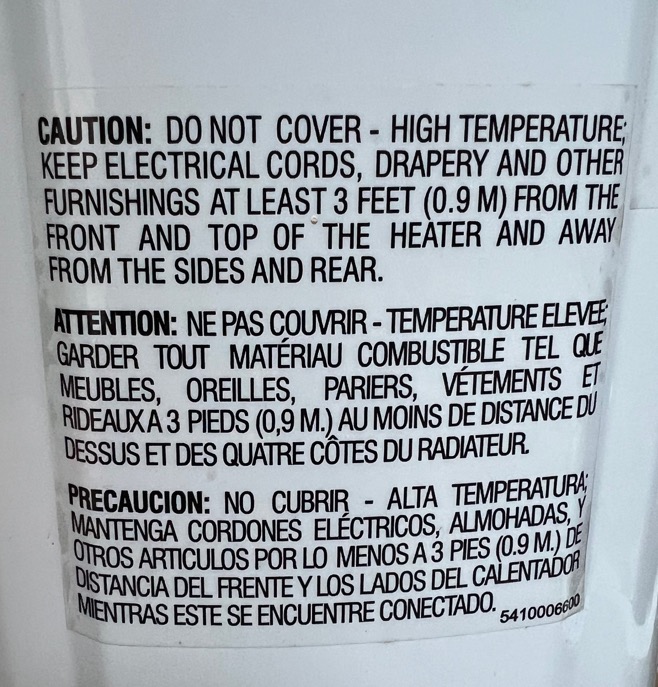 CAUTION: DO NOT COVER - HIGH TEMPERATURE;
KEEP ELECTRICAL CORDS, DRAPERY AND OTHER
FURNISHINGS AT LEAST 3 FEET (0.9 M) FROM THE
FRONT AND TOP OF THE HEATER AND AWAY
FROM THE SIDES AND REAR.
ATTENTION: NE PAS COUVRIR - TEMPERATURE ELEVEE;
GARDER TOUT MATÉRIAU COMBUSTIBLE TEL QUE
MEUBLES, OREILLES, PARIERS, VÉTEMENTS ET
RIDEAUX A 3 PIEDS (0,9 M.) AU MOINS DE DISTANCE DU
DESSUS ET DES QUATRE CÔTES DU RADIATEUR.
PRECAUCION: NO CUBRIR - ALTA TEMPERATURA;
MANTENGA CORDONES ELÉCTRICOS, ALMOHADAS, Y
OTROS ARTICULOS POR LO MENOS A 3 PIES (0.9 M.) DE
DISTANCIA DEL FRENTE Y LOS LADOS DEL CALENTADOR
MIENTRAS ESTE SE ENCUENTRE CONECTADO.
5410006600